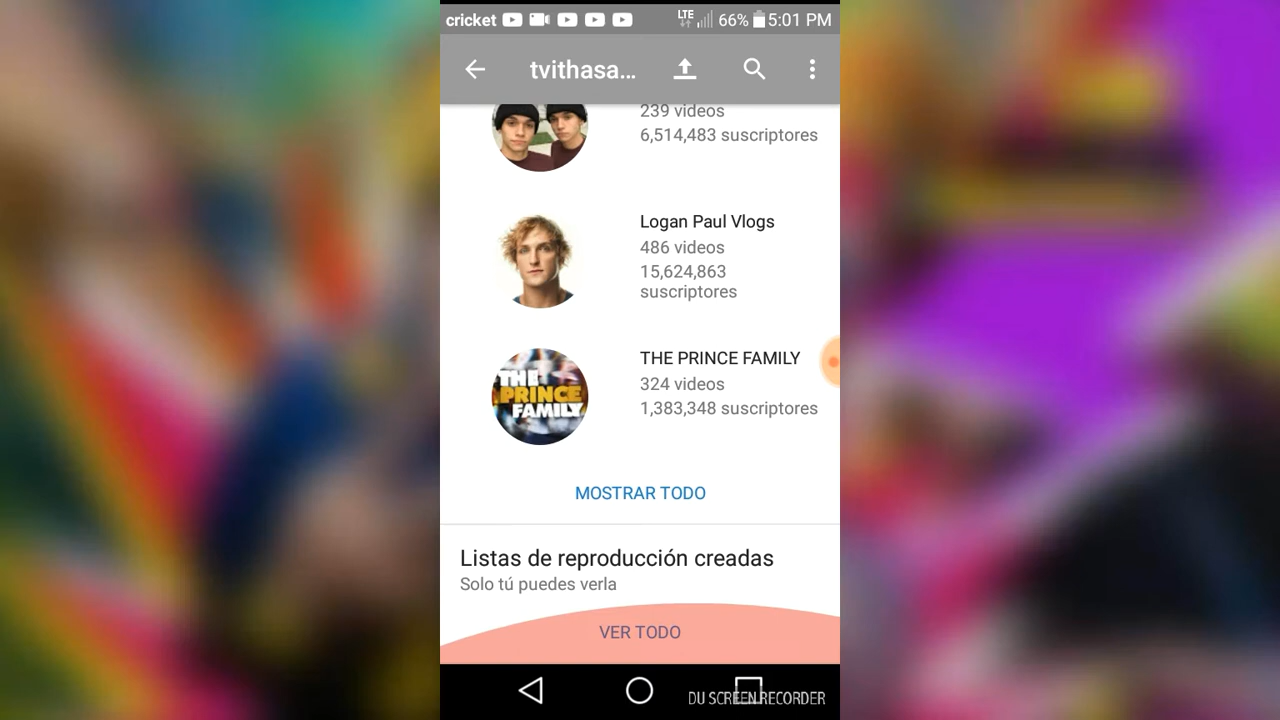 cricket
LTE
66%
5:01 PM
tvithasa...
239 videos
6,514,483 suscriptores
Logan Paul Vlogs
486 videos
15,624,863
suscriptores
THE PRINCE FAMILY
324 videos
1,383,348 suscriptores
THE
PRINCE
FAMILY
MOSTRAR TODO
Listas de reproducción creadas
Solo tú puedes verla
VER TODO
DU SCREEN RECORDER